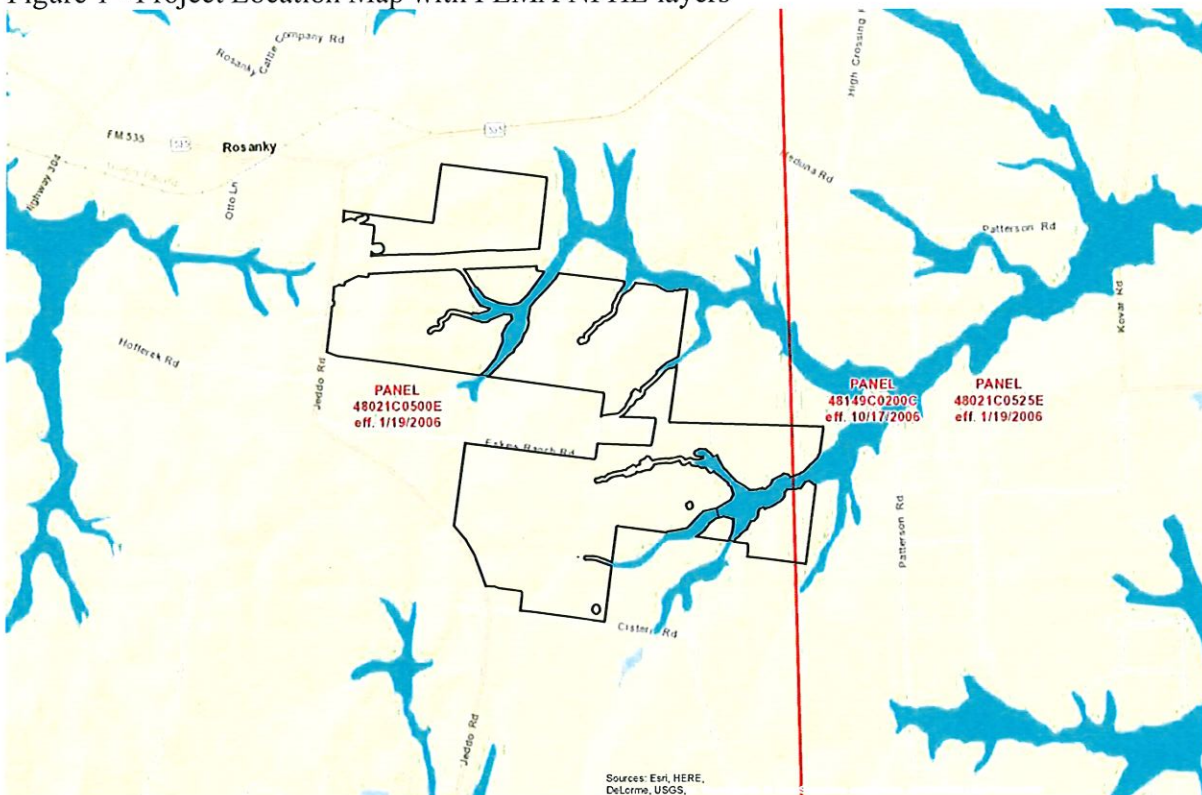 Figure 1 - Project Location Map with FEMA NFHL layers
Company Rd
Rosanky
Cattle
High Crossing R
FM 535
535
Rosanky
535
Highway 304
Otto Ln
Meduna Rd
Patterson Rd
Kovar Rd
Hofferek Rd
Jeddo Rd
PANEL
48021C0500E
eff. 1/19/2006
PANEL
48149C0200C
eff. 10/17/2006
PANEL
48021C0525E
eff. 1/19/2006
Eskes Ranch Rd
Patterson Rd
Cistern Rd
Jeddo Rd
Sources: Esri, HERE,
DeLorme, USGS,